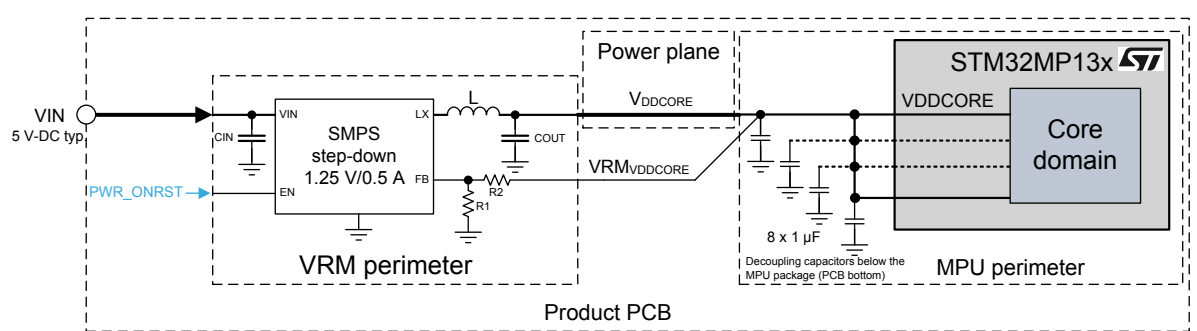 Power plane
STM32MP13x
VIN
5 V-DC typ
VIN
LX
L
VDDCORE
VDDCORE
CIN
SMPS
step-down
1.25 V/0.5 A
COUT
Core
domain
PWR_ONRST
EN
FB
R2
R1
VRMVDDCORE
8 x 1 µF
Decoupling capacitors below the
MPU package (PCB bottom)
VRM perimeter
MPU perimeter
Product PCB